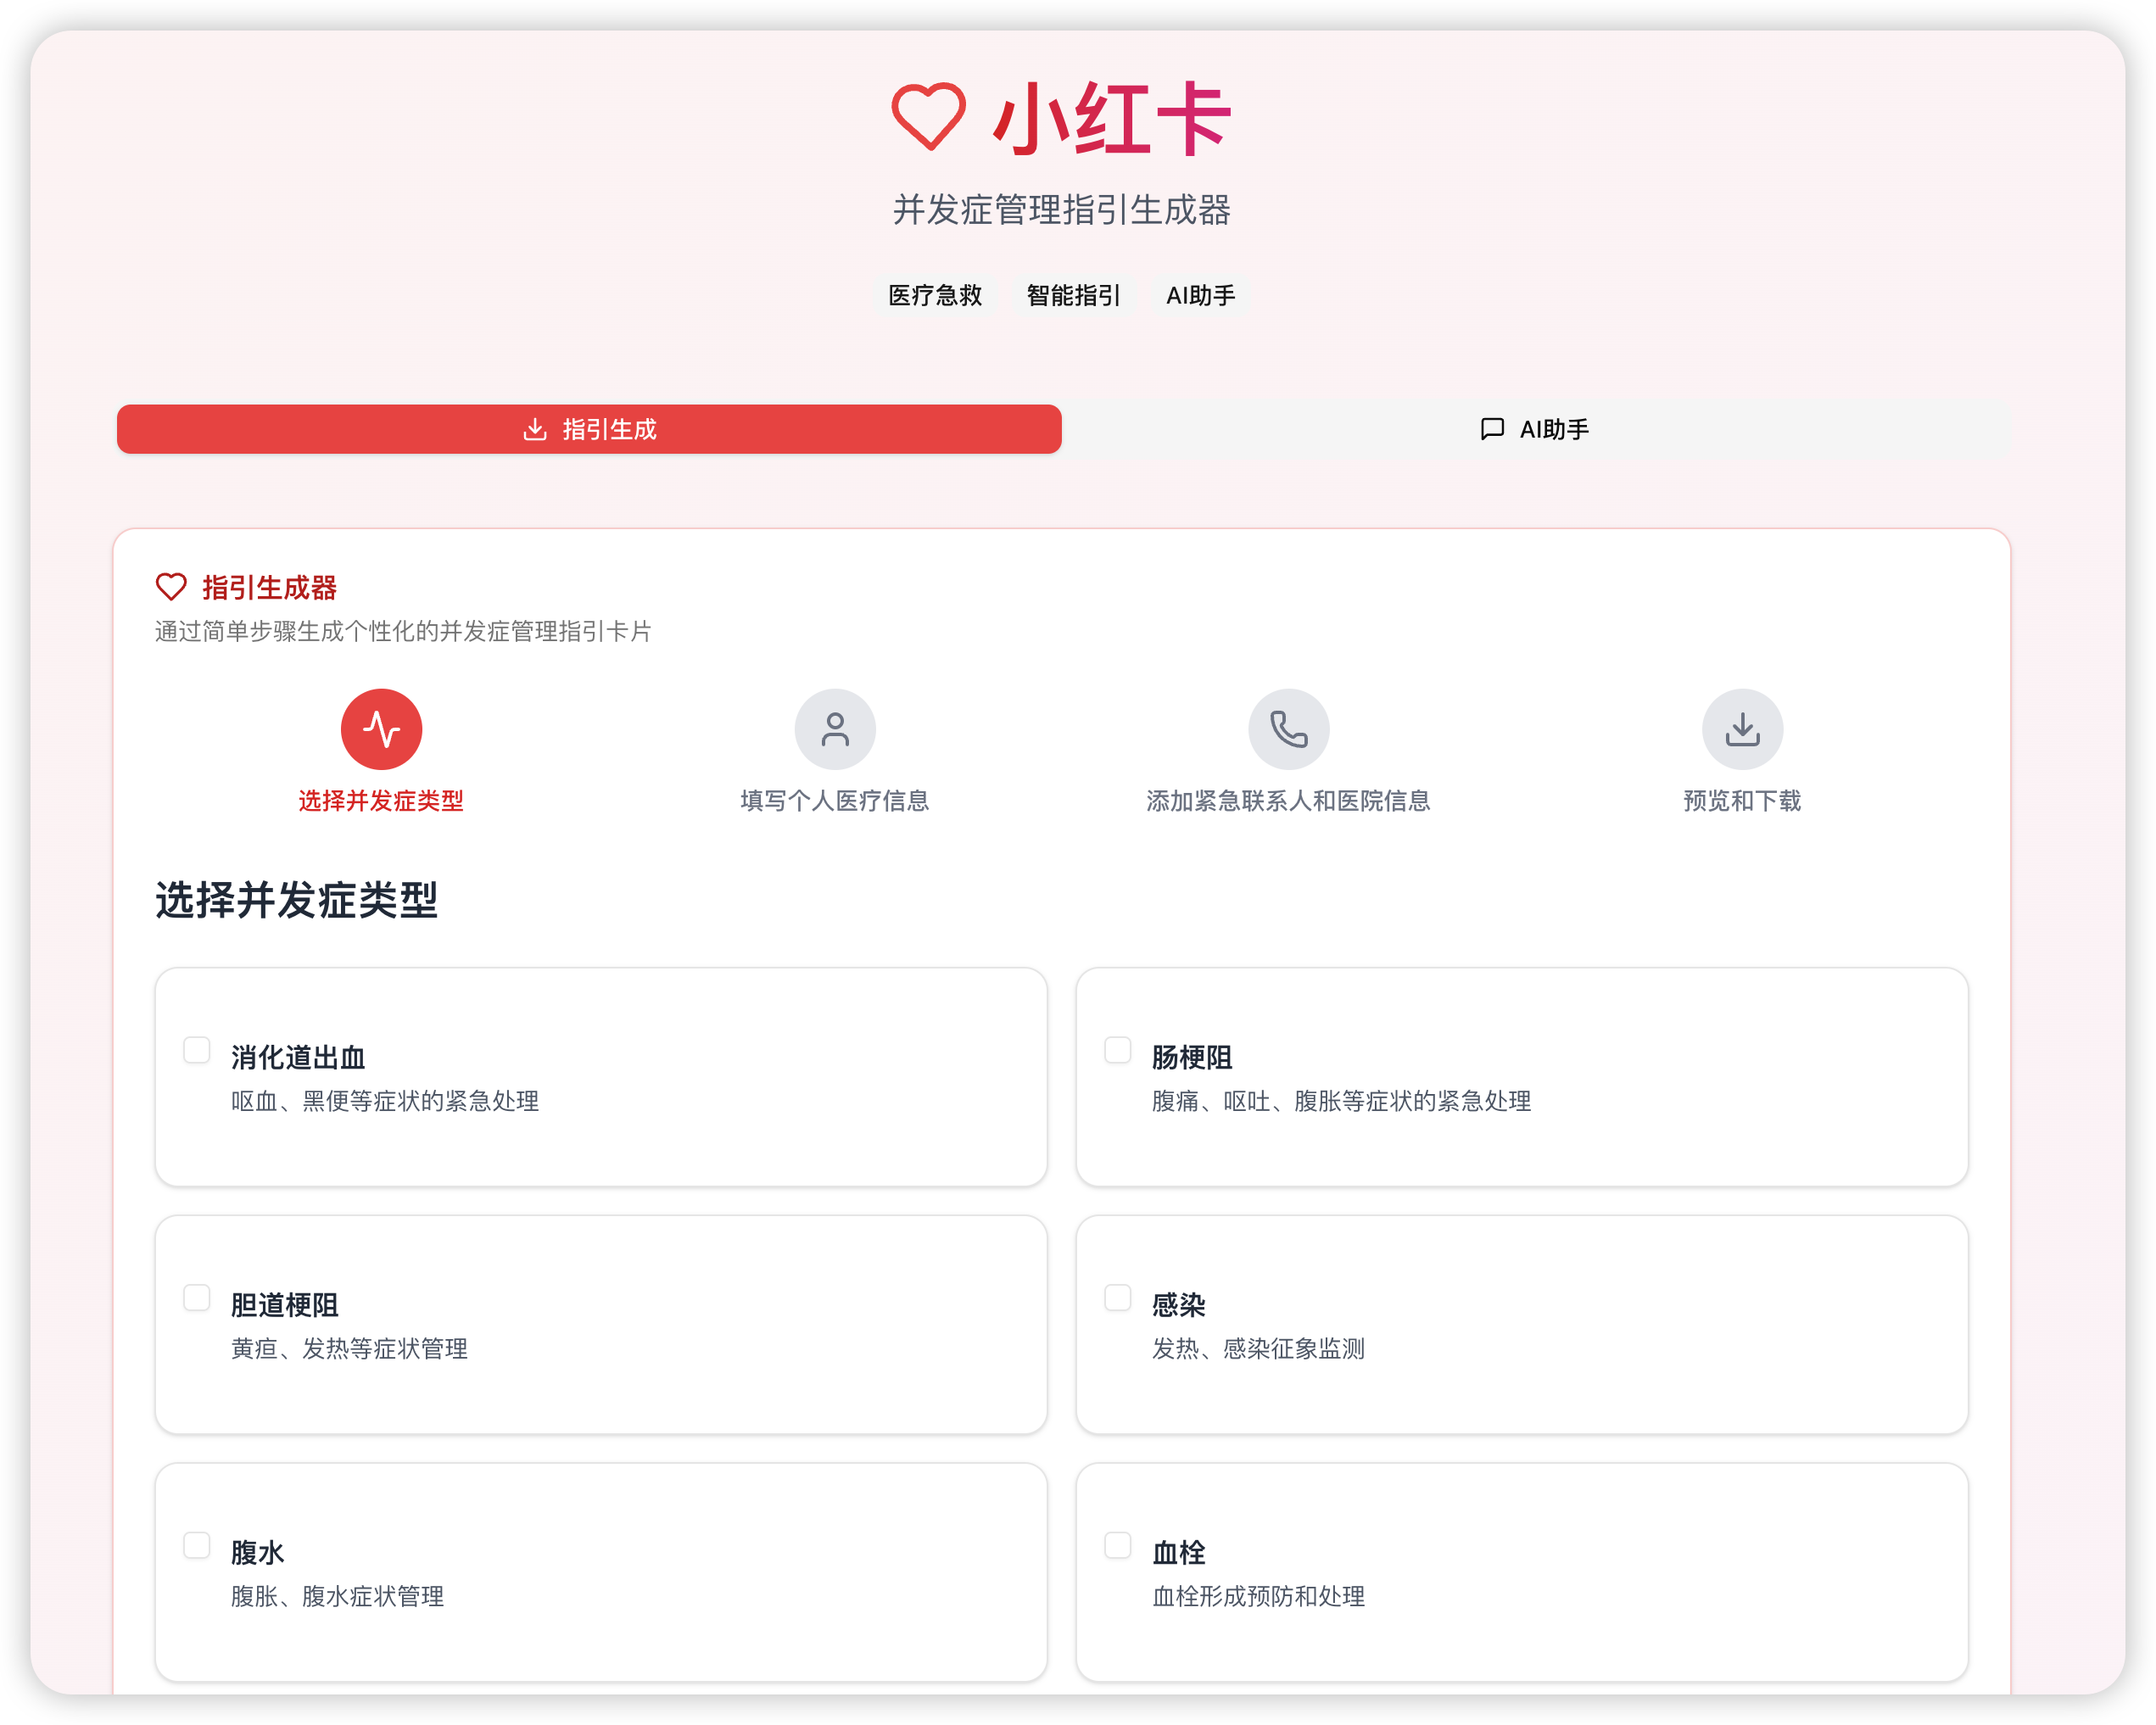 小红卡
并发症管理指引生成器
医疗急救 智能指引 AI助手
指引生成 AI助手
指引生成器
通过简单步骤生成个性化的并发症管理指引卡片
选择并发症类型 填写个人医疗信息 添加紧急联系人和医院信息 预览和下载
选择并发症类型
消化道出血
呕血、黑便等症状的紧急处理
肠梗阻
腹痛、呕吐、腹胀等症状的紧急处理
胆道梗阻
黄疸、发热等症状管理
感染
发热、感染征象监测
腹水
腹胀、腹水症状管理
血栓
血栓形成预防和处理